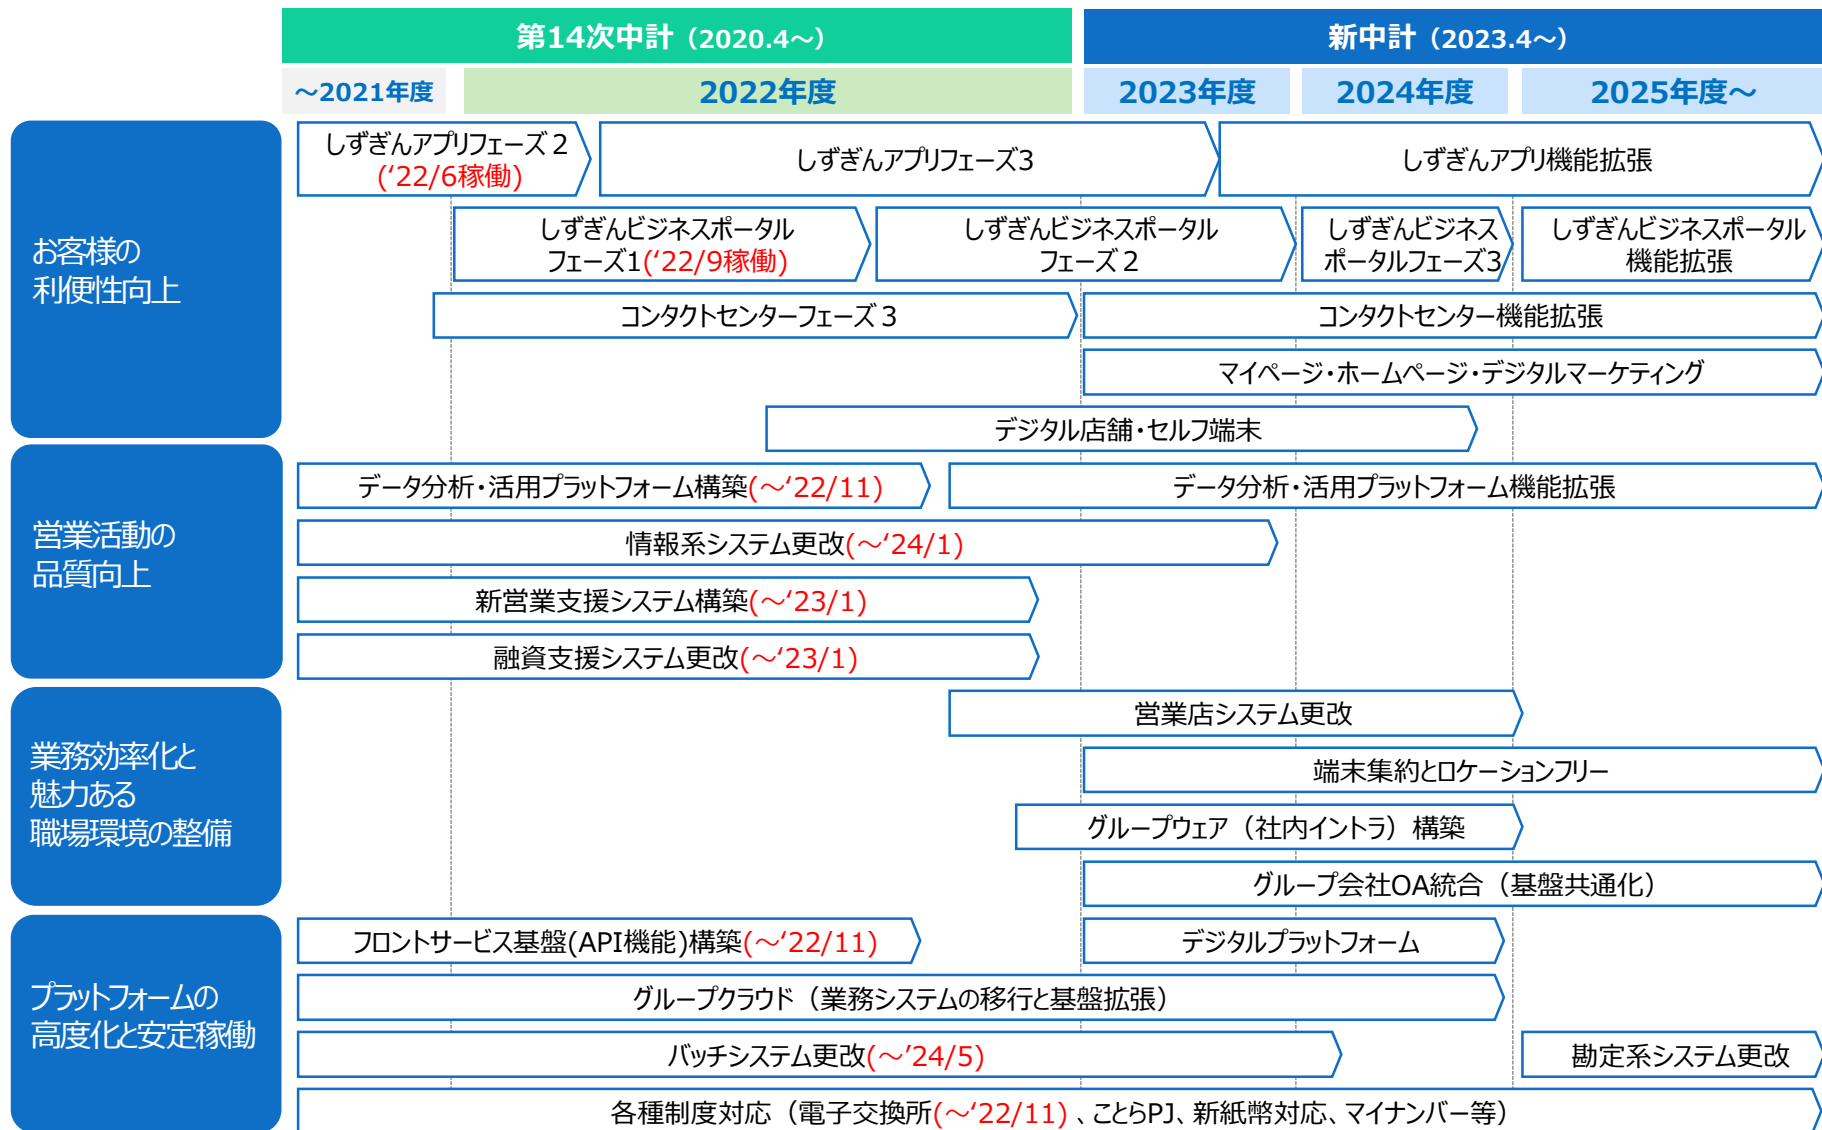 第14次中計（2020.4～）
新中計（2023.4～）
～2021年度
2022年度
2023年度
2024年度
2025年度～
お客様の
利便性向上
しずぎんアプリフェーズ２
(‘22/6稼働)
しずぎんアプリフェーズ3
しずぎんアプリ機能拡張
しずぎんビジネスポータル
フェーズ1(‘22/9稼働)
しずぎんビジネスポータル
フェーズ２
しずぎんビジネス
ポータルフェーズ3
しずぎんビジネスポータル
機能拡張
コンタクトセンターフェーズ３
コンタクトセンター機能拡張
マイページ・ホームページ・デジタルマーケティング
デジタル店舗・セルフ端末
営業活動の
品質向上
データ分析・活用プラットフォーム構築(～‘22/11)
データ分析・活用プラットフォーム機能拡張
情報系システム更改(～‘24/1)
新営業支援システム構築(～‘23/1)
融資支援システム更改(～‘23/1)
業務効率化と
魅力ある
職場環境の整備
営業店システム更改
端末集約とロケーションフリー
グループウェア（社内イントラ）構築
グループ会社OA統合（基盤共通化）
プラットフォームの
高度化と安定稼働
フロントサービス基盤(API機能)構築(～‘22/11)
デジタルプラットフォーム
グループクラウド（業務システムの移行と基盤拡張）
バッチシステム更改(～’24/5)
勘定系システム更改
各種制度対応（電子交換所(～‘22/11)、ことらPJ、新紙幣対応、マイナンバー等）